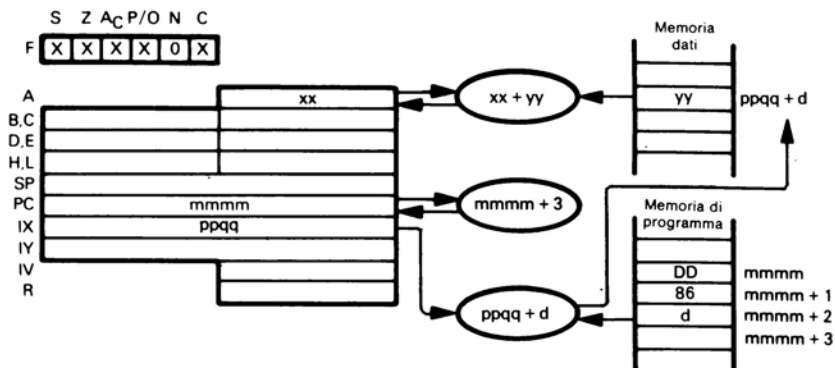 S Z AC P/O N C
F X X X X 0 X
Memoria dati
A xx
xx + yy
yy
ppqq + d
B,C
D,E
H,L
SP
PC mmmm
mmmm + 3
IX ppqq
IY
IV
R
ppqq + d
Memoria di programma
DD mmmm
86 mmmm + 1
d mmmm + 2
mmmm + 3